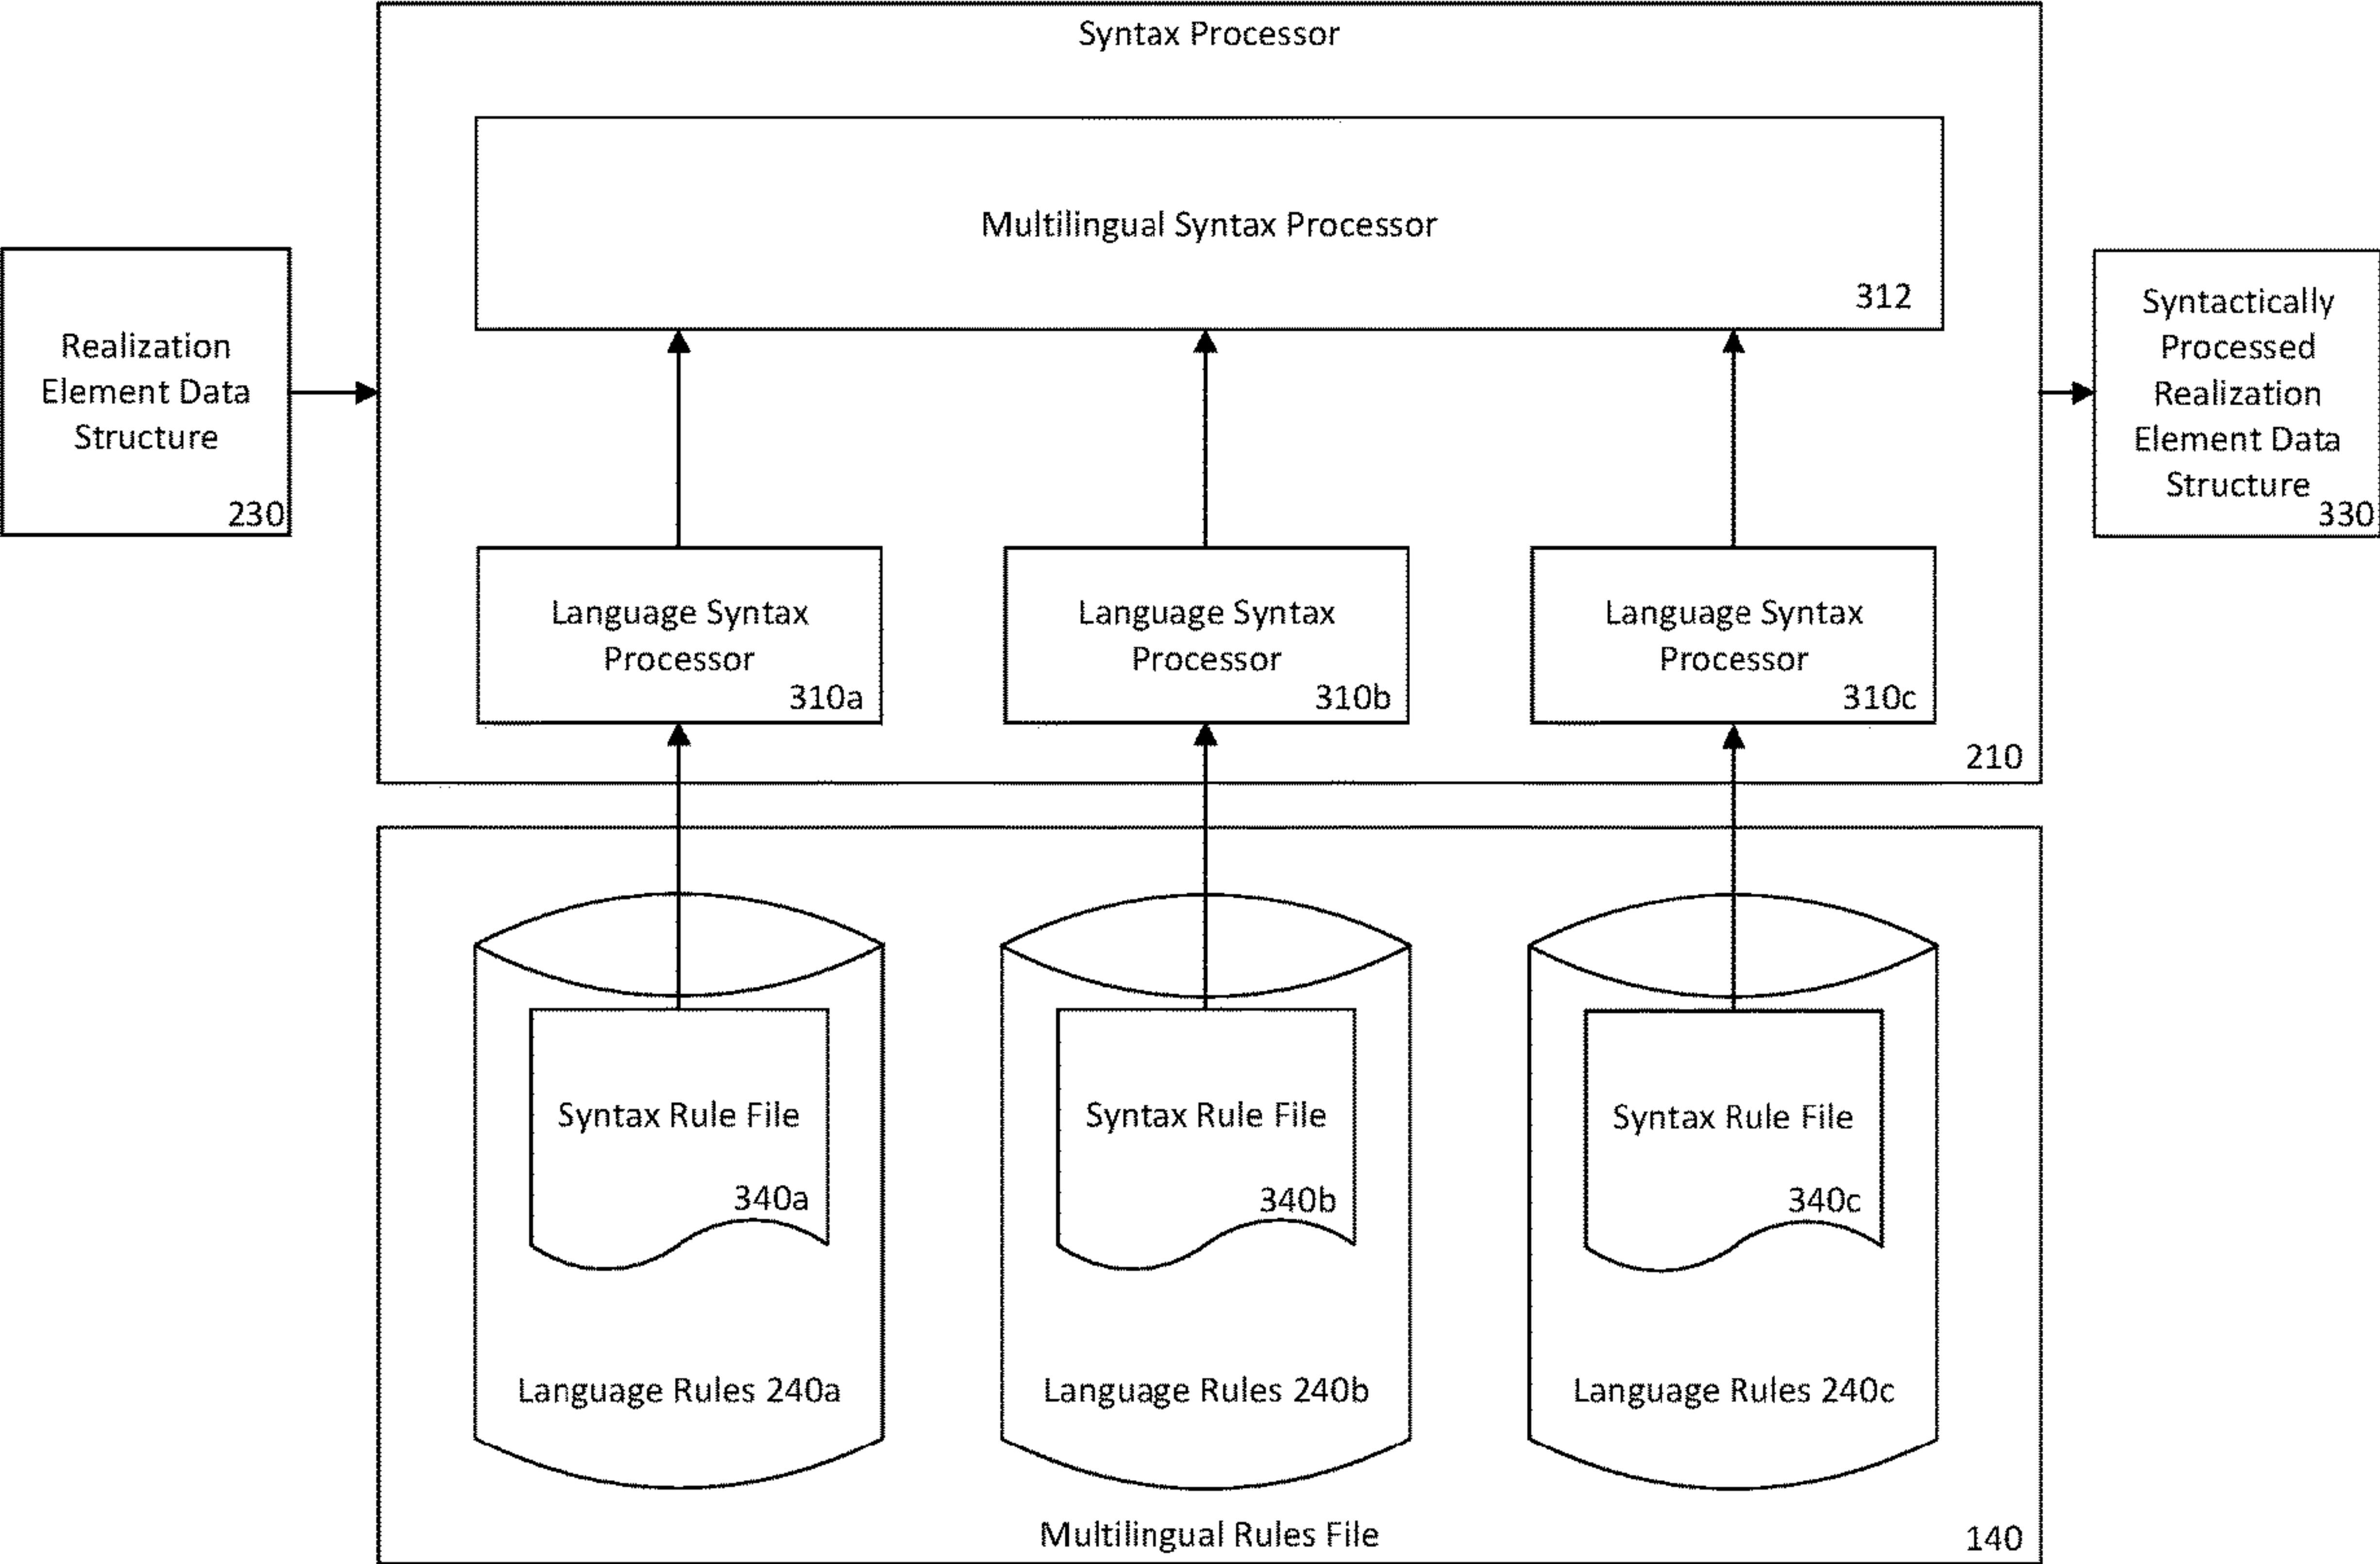 Syntax Processor
Multilingual Syntax Processor
312
Realization
Element Data
Structure
230
Syntactically
Processed
Realization
Element Data
Structure
330
Language Syntax
Processor
310a
Language Syntax
Processor
310b
Language Syntax
Processor
310c
210
Syntax Rule File
340a
Syntax Rule File
340b
Syntax Rule File
340c
Language Rules 240a
Language Rules 240b
Language Rules 240c
Multilingual Rules File
140